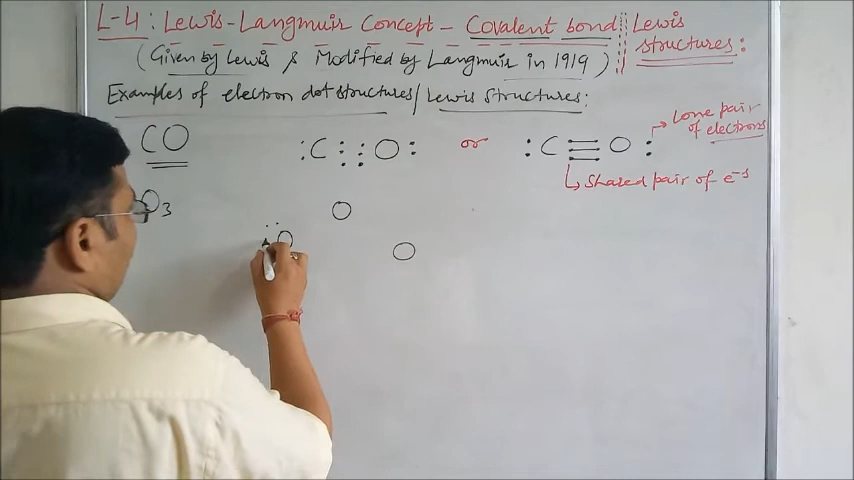 L-4 : Lewis-Langmuir Concept - Covalent bond || Lewis structures:
(Given by Lewis & Modified by Langmuir in 1919)
Examples of electron dot structures/Lewis structures:
CO :C:::O: or :C≡O: → Lone pair of electrons
↳ Shared pair of e⁻s
O3
O
O
O